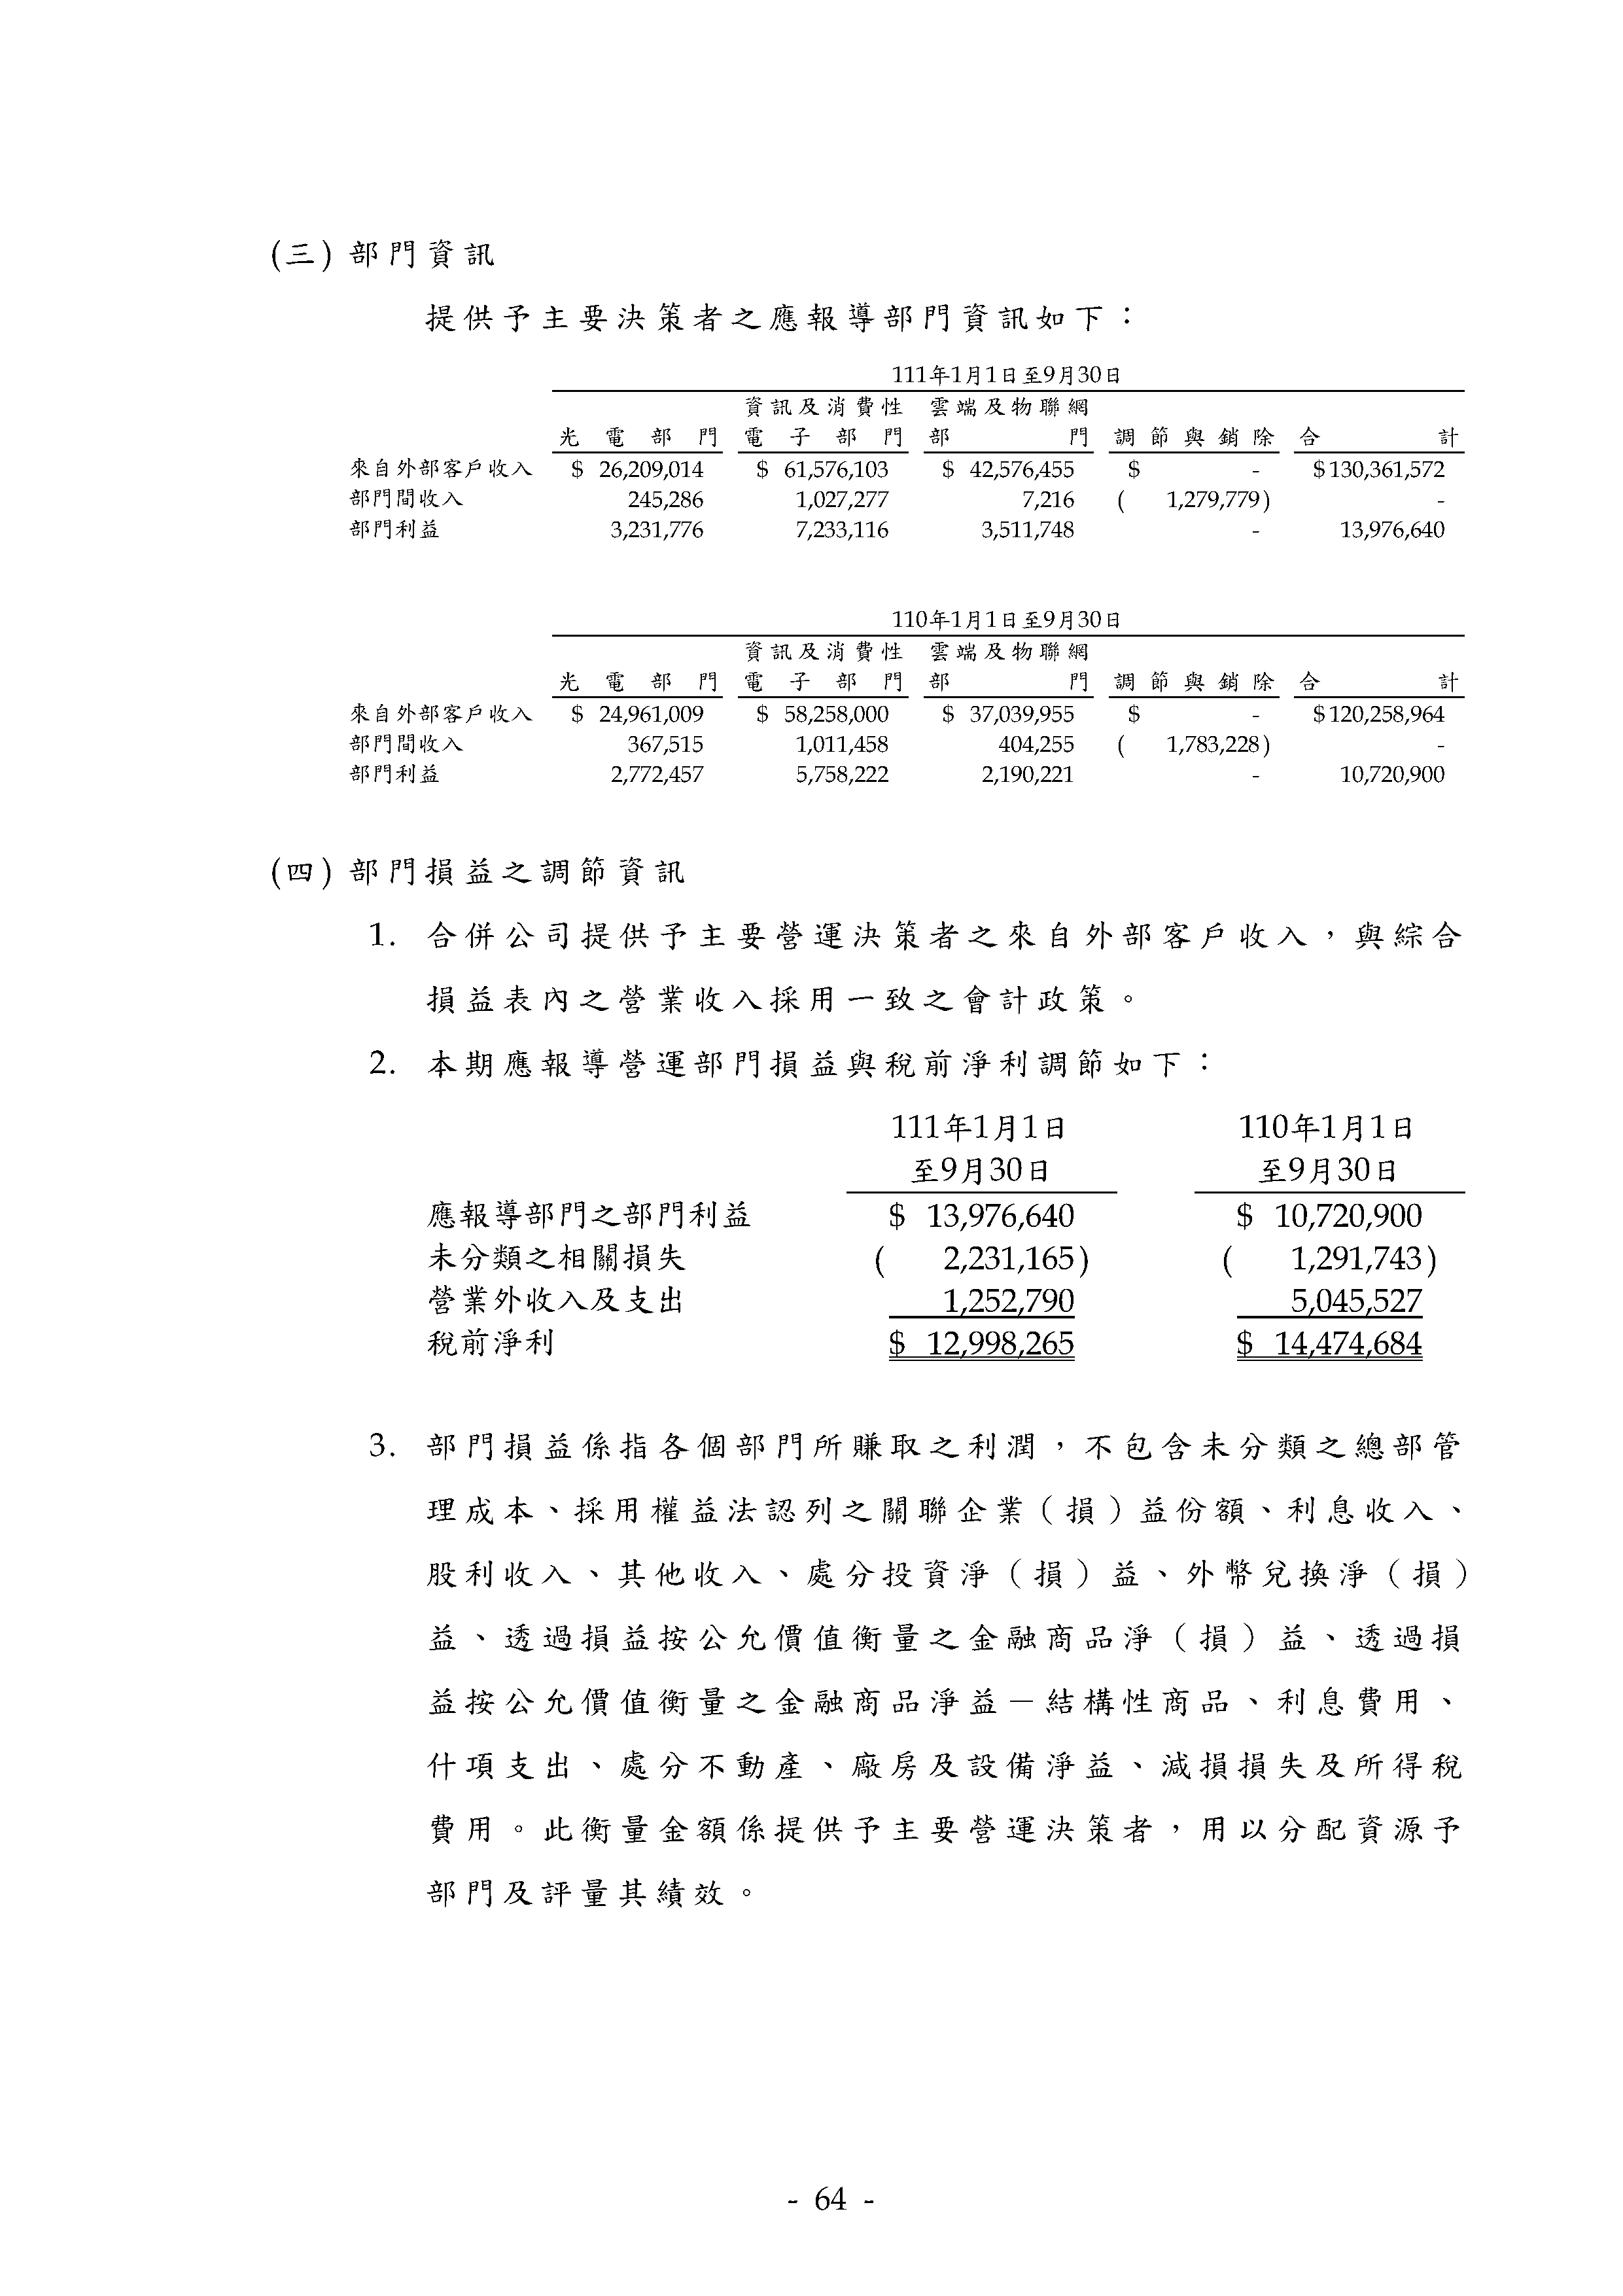 (三) 部門資訊
提供予主要決策者之應報導部門資訊如下：
111年1月1日至9月30日
資訊及消費性 雲端及物聯網
光電部門 電子部門 部門 調節與銷除 合計
來自外部客戶收入 $ 26,209,014 $ 61,576,103 $ 42,576,455 $ - $130,361,572
部門間收入 245,286 1,027,277 7,216 ( 1,279,779) -
部門利益 3,231,776 7,233,116 3,511,748 - 13,976,640
110年1月1日至9月30日
資訊及消費性 雲端及物聯網
光電部門 電子部門 部門 調節與銷除 合計
來自外部客戶收入 $ 24,961,009 $ 58,258,000 $ 37,039,955 $ - $120,258,964
部門間收入 367,515 1,011,458 404,255 ( 1,783,228) -
部門利益 2,772,457 5,758,222 2,190,221 - 10,720,900
(四) 部門損益之調節資訊
1. 合併公司提供予主要營運決策者之來自外部客戶收入，與綜合
損益表內之營業收入採用一致之會計政策。
2. 本期應報導營運部門損益與稅前淨利調節如下：
111年1月1日 110年1月1日
至9月30日 至9月30日
應報導部門之部門利益 $ 13,976,640 $ 10,720,900
未分類之相關損失 ( 2,231,165) ( 1,291,743)
營業外收入及支出 1,252,790 5,045,527
稅前淨利 $ 12,998,265 $ 14,474,684
3. 部門損益係指各個部門所賺取之利潤，不包含未分類之總部管
理成本、採用權益法認列之關聯企業（損）益份額、利息收入、
股利收入、其他收入、處分投資淨（損）益、外幣兌換淨（損）
益、透過損益按公允價值衡量之金融商品淨（損）益、透過損
益按公允價值衡量之金融商品淨益－結構性商品、利息費用、
什項支出、處分不動產、廠房及設備淨益、減損損失及所得稅
費用。此衡量金額係提供予主要營運決策者，用以分配資源予
部門及評量其績效。
- 64 -